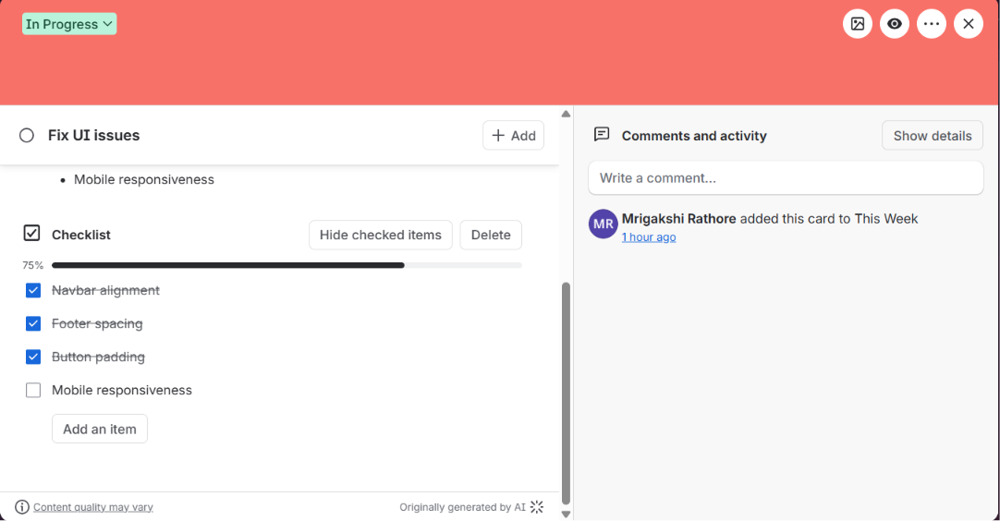 In Progress
Fix UI issues
Add
Mobile responsiveness
Checklist
Hide checked items
Delete
75%
Navbar alignment
Footer spacing
Button padding
Mobile responsiveness
Add an item
Content quality may vary
Originally generated by AI
Comments and activity
Show details
Write a comment...
MR
Mrigakshi Rathore added this card to This Week
1 hour ago